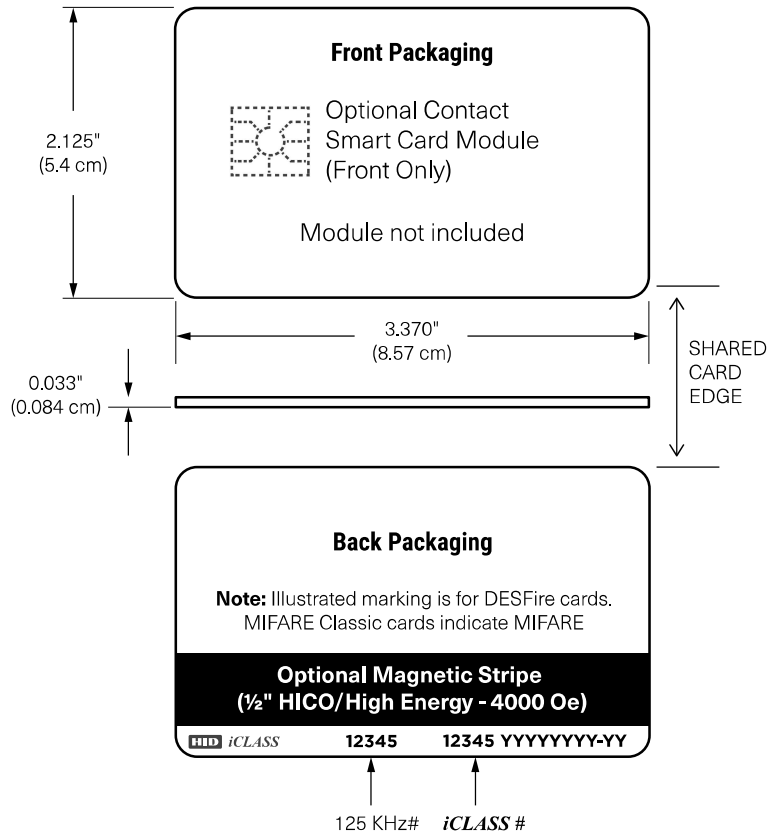 Front Packaging
Optional Contact
Smart Card Module
(Front Only)
Module not included
2.125"
(5.4 cm)
3.370"
(8.57 cm)
SHARED
CARD
EDGE
0.033"
(0.084 cm)
Back Packaging
Note: Illustrated marking is for DESFire cards.
MIFARE Classic cards indicate MIFARE
Optional Magnetic Stripe
(½" HICO/High Energy - 4000 Oe)
HID iCLASS 12345 12345 YYYYYYYY-YY
125 KHz# iCLASS #